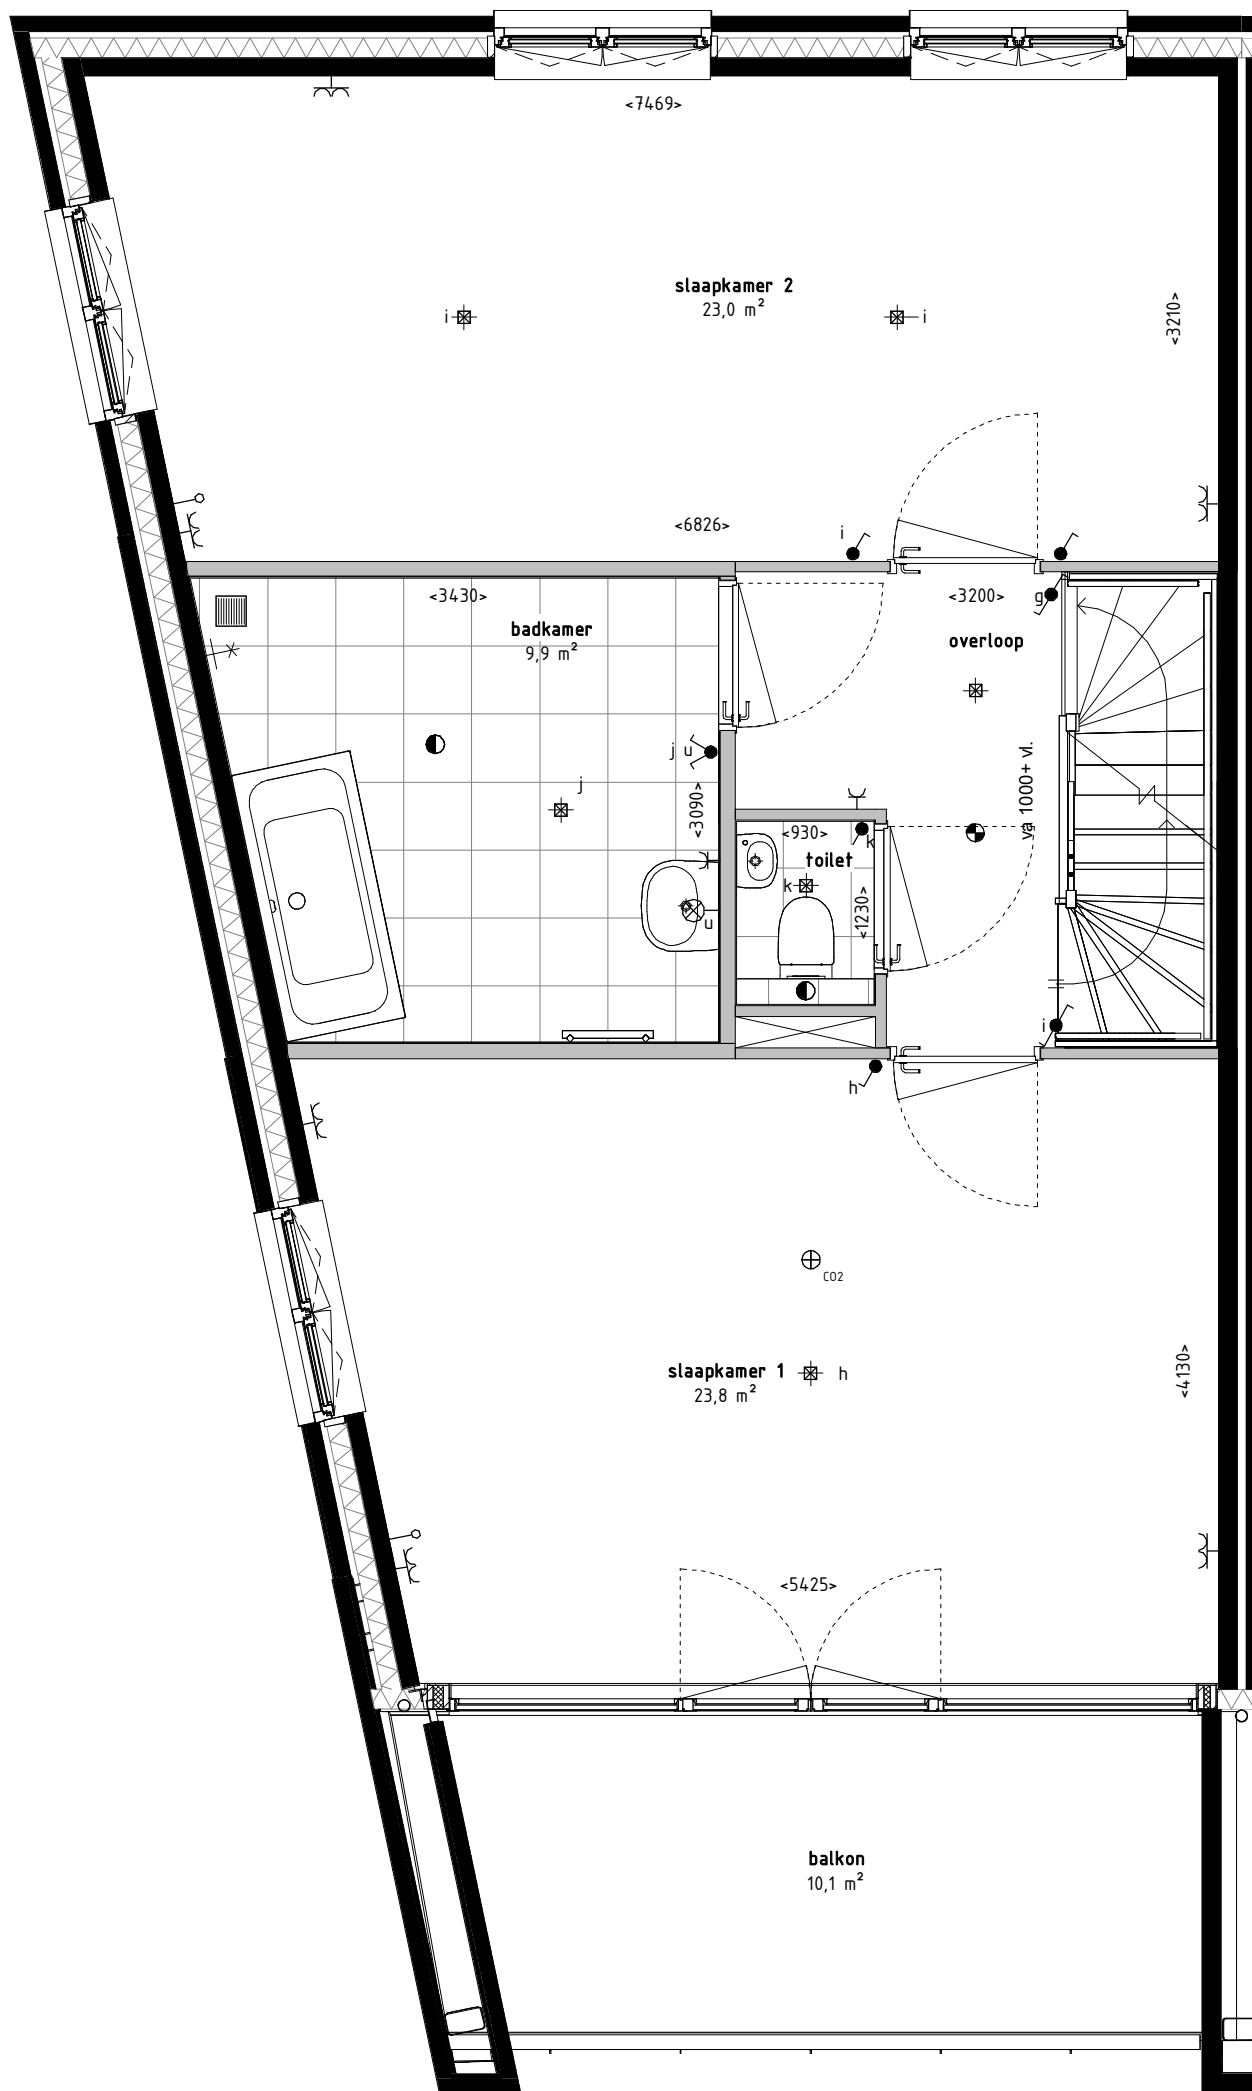 <7469>
slaapkamer 2
23,0 m²
i
i
<3210>
<6826>
i
<3430>
<3200>
g
badkamer
9,9 m²
overloop
j u
j
<3090>
va 1000+ vl.
<930>
k
toilet
k
<1230>
u
i
h
CO2
slaapkamer 1
23,8 m²
h
<4130>
<5425>
balkon
10,1 m²